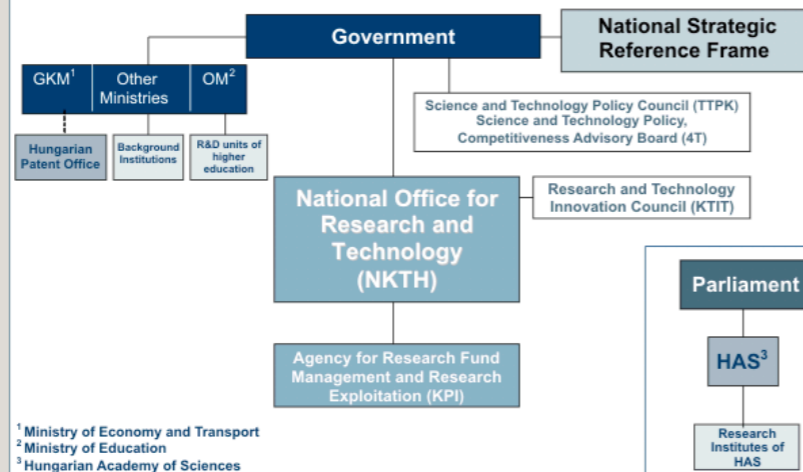 Government
National Strategic
Reference Frame
GKM¹
Other
Ministries
OM²
Science and Technology Policy Council (TTPK)
Science and Technology Policy,
Competitiveness Advisory Board (4T)
Hungarian
Patent Office
Background
Institutions
R&D units of
higher
education
National Office for
Research and
Technology
(NKTH)
Research and Technology
Innovation Council (KTIT)
Parliament
HAS³
Agency for Research Fund
Management and Research
Exploitation (KPI)
Research
Institutes of
HAS
¹ Ministry of Economy and Transport
² Ministry of Education
³ Hungarian Academy of Sciences